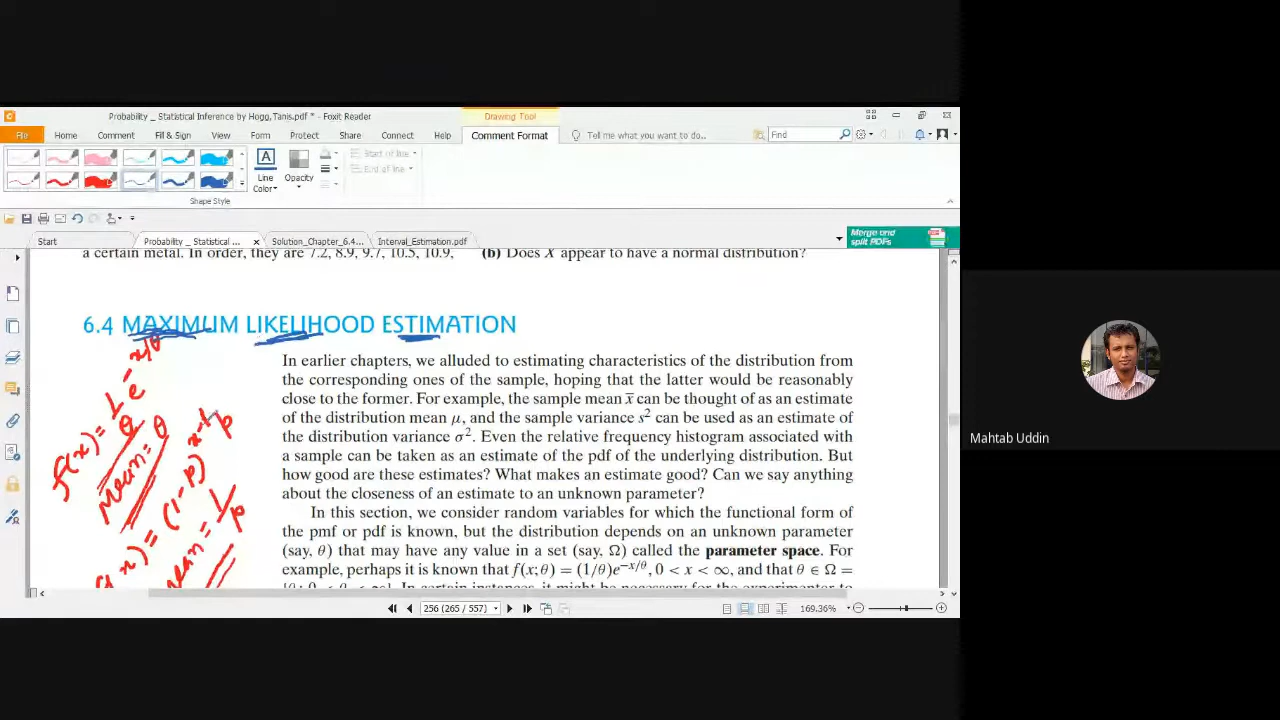 Probability _ Statistical Inference by Hogg,Tanis.pdf * - Foxit Reader
Drawing Tool
File
Home
Comment
Fill & Sign
View
Form
Protect
Share
Connect
Help
Comment Format
Tell me what you want to do..
Find
Line Color
Opacity
Start of line
End of line
Shape Style
Start
Probability _ Statistical ...
Solution_Chapter_6.4...
Interval_Estimation.pdf
Merge and split PDFs
a certain metal. In order, they are 7.2, 8.9, 9.7, 10.5, 10.9,
(b) Does X appear to have a normal distribution?
6.4 MAXIMUM LIKELIHOOD ESTIMATION
In earlier chapters, we alluded to estimating characteristics of the distribution from
the corresponding ones of the sample, hoping that the latter would be reasonably
close to the former. For example, the sample mean x̄ can be thought of as an estimate
of the distribution mean μ, and the sample variance s² can be used as an estimate of
the distribution variance σ². Even the relative frequency histogram associated with
a sample can be taken as an estimate of the pdf of the underlying distribution. But
how good are these estimates? What makes an estimate good? Can we say anything
about the closeness of an estimate to an unknown parameter?
In this section, we consider random variables for which the functional form of
the pmf or pdf is known, but the distribution depends on an unknown parameter
(say, θ) that may have any value in a set (say, Ω) called the parameter space. For
example, perhaps it is known that f(x; θ) = (1/θ)e^{−x/θ}, 0 < x < ∞, and that θ ∈ Ω =
f(x) = 1/θ e^{-x/θ}
Mean = θ
x) = (1-p)^{x-1} p
mean = 1/p
256 (265 / 557)
169.36%
Mahtab Uddin